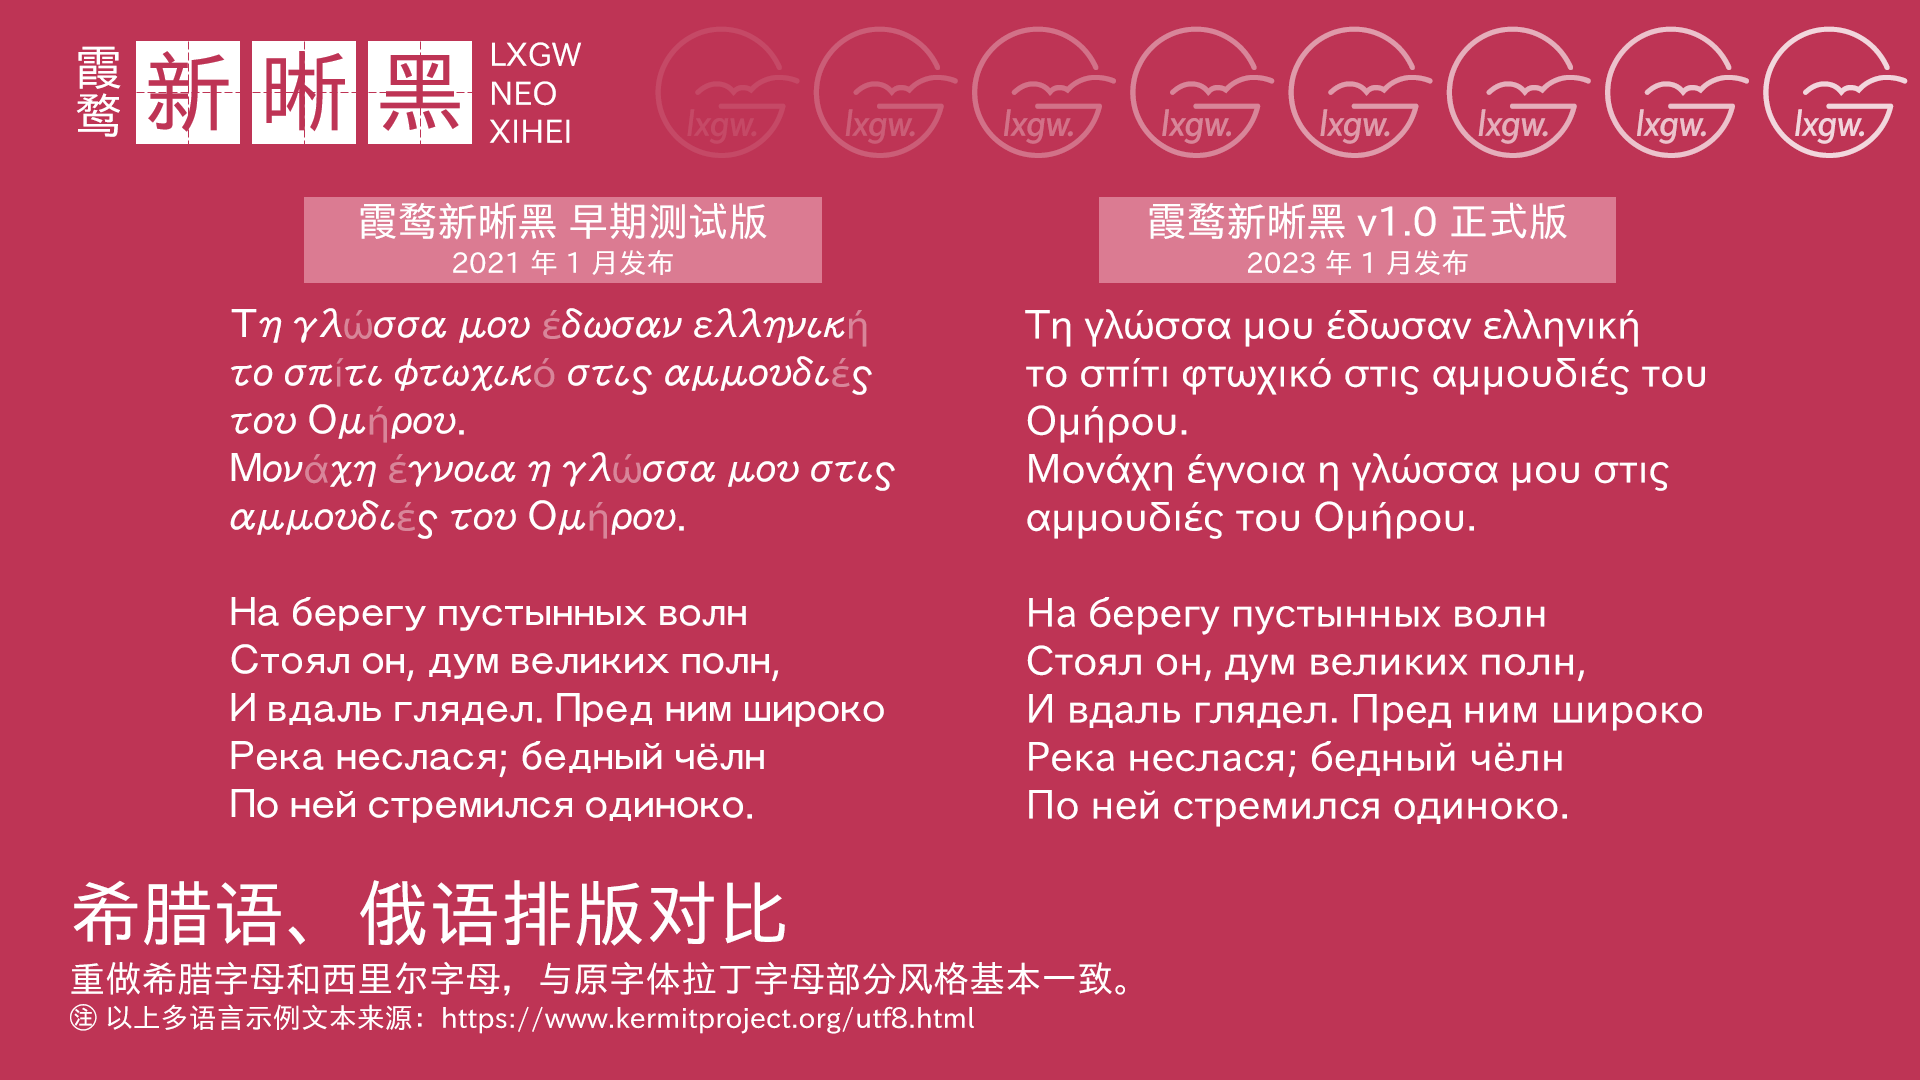 霞鹜
新晰黑
LXGW
NEO
XIHEI
lxgw.
lxgw.
lxgw.
lxgw.
lxgw.
lxgw.
lxgw.
lxgw.
霞鹜新晰黑 早期测试版
2021 年 1 月发布
Τη γλώσσα μου έδωσαν ελληνική
το σπίτι φτωχικό στις αμμουδιές
του Ομήρου.
Μονάχη έγνοια η γλώσσα μου στις
αμμουδιές του Ομήρου.
На берегу пустынных волн
Стоял он, дум великих полн,
И вдаль глядел. Пред ним широко
Река неслася; бедный чёлн
По ней стремился одиноко.
霞鹜新晰黑 v1.0 正式版
2023 年 1 月发布
Τη γλώσσα μου έδωσαν ελληνική
το σπίτι φτωχικό στις αμμουδιές του
Ομήρου.
Μονάχη έγνοια η γλώσσα μου στις
αμμουδιές του Ομήρου.
На берегу пустынных волн
Стоял он, дум великих полн,
И вдаль глядел. Пред ним широко
Река неслася; бедный чёлн
По ней стремился одиноко.
希腊语、俄语排版对比
重做希腊字母和西里尔字母，与原字体拉丁字母部分风格基本一致。
㊟ 以上多语言示例文本来源：https://www.kermitproject.org/utf8.html